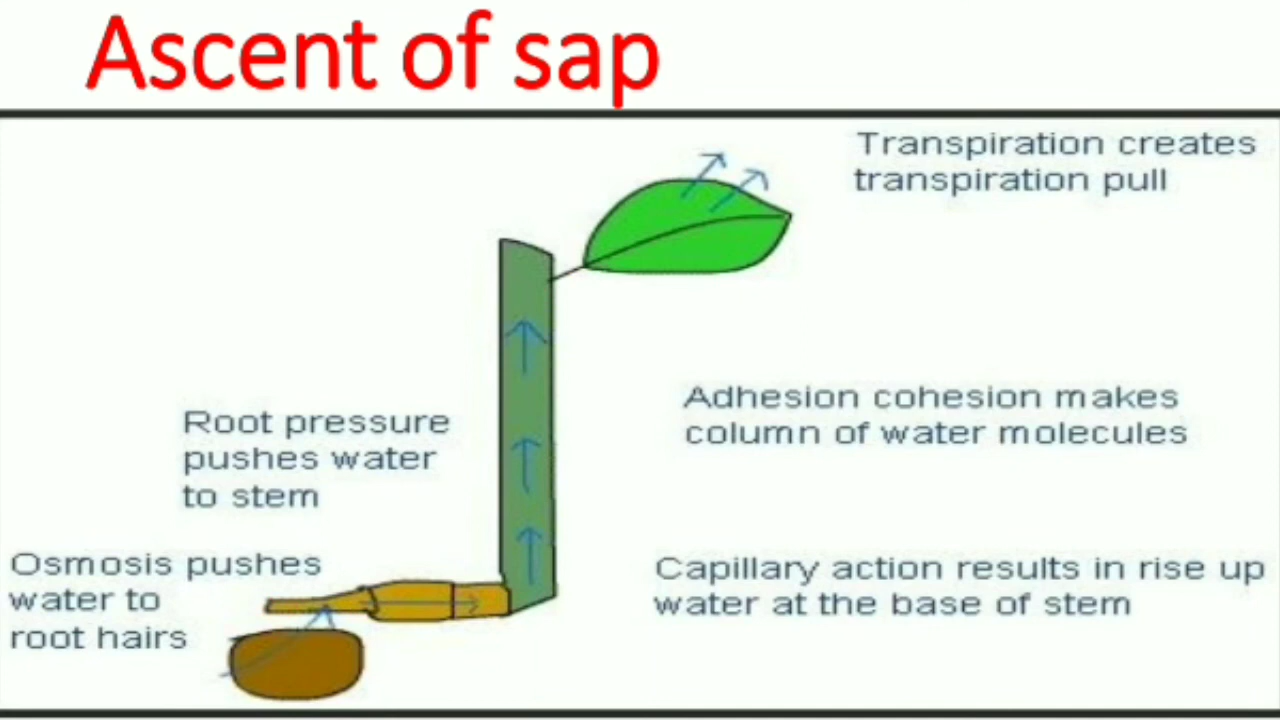 Ascent of sap
Transpiration creates
transpiration pull
Adhesion cohesion makes
column of water molecules
Root pressure
pushes water
to stem
Osmosis pushes
water to
root hairs
Capillary action results in rise up
water at the base of stem